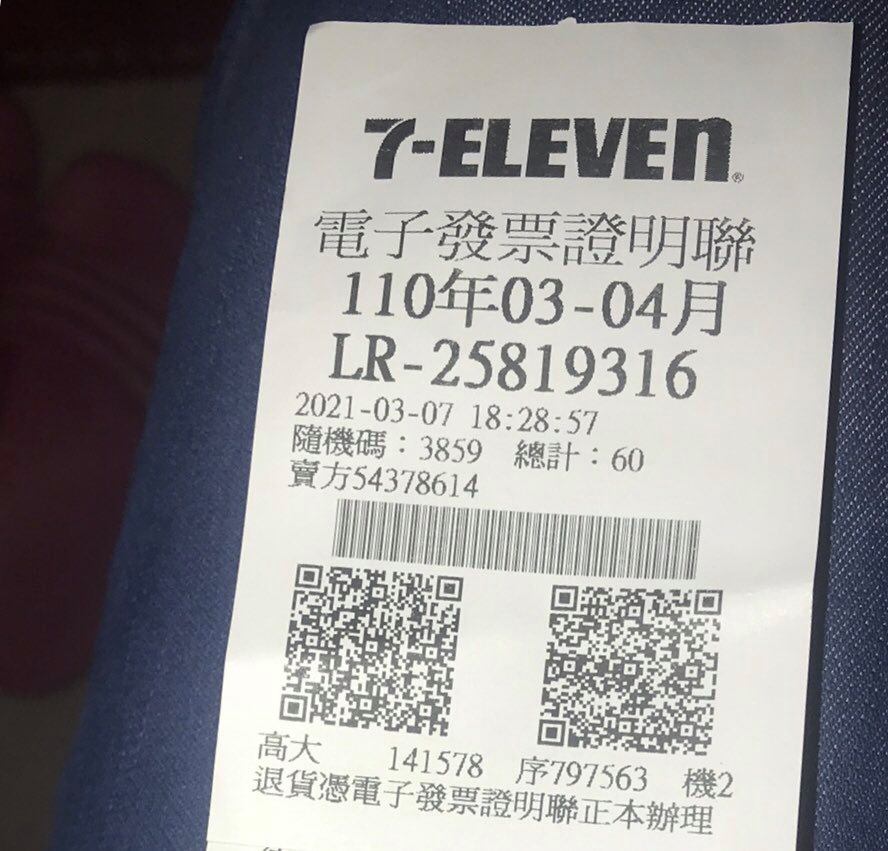 7-ELEVEN®
電子發票證明聯
110年03-04月
LR-25819316
2021-03-07 18:28:57
隨機碼：3859 總計：60
賣方54378614
高大 141578 序797563 機2
退貨憑電子發票證明聯正本辦理